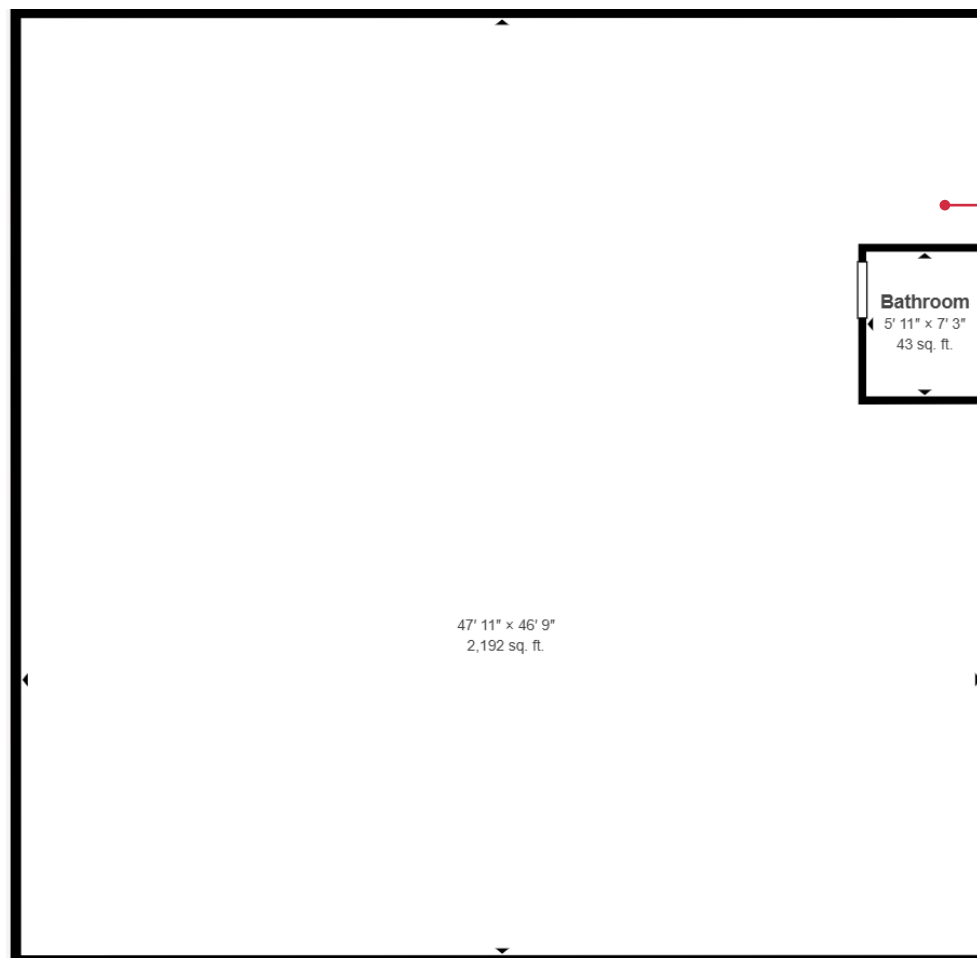 Bathroom
5' 11" × 7' 3"
43 sq. ft.
47' 11" × 46' 9"
2,192 sq. ft.